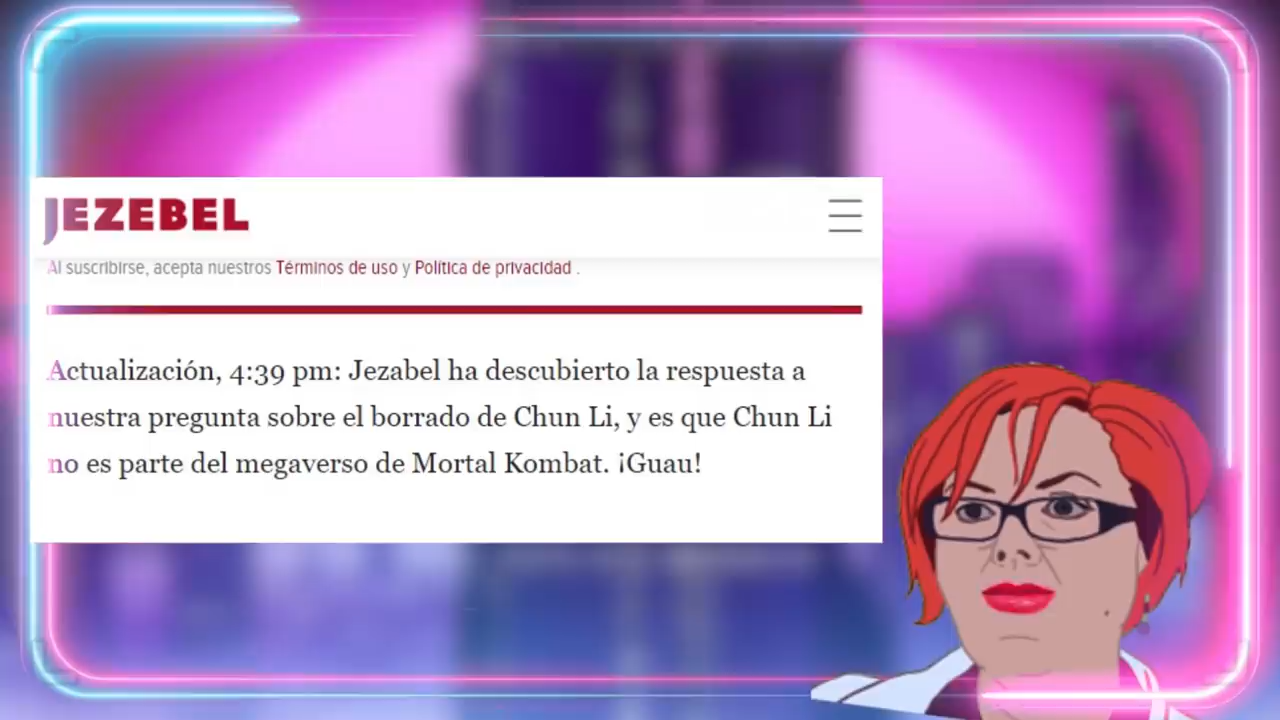 JEZEBEL
Al suscribirse, acepta nuestros Términos de uso y Política de privacidad .
Actualización, 4:39 pm: Jezabel ha descubierto la respuesta a
nuestra pregunta sobre el borrado de Chun Li, y es que Chun Li
no es parte del megaverso de Mortal Kombat. ¡Guau!